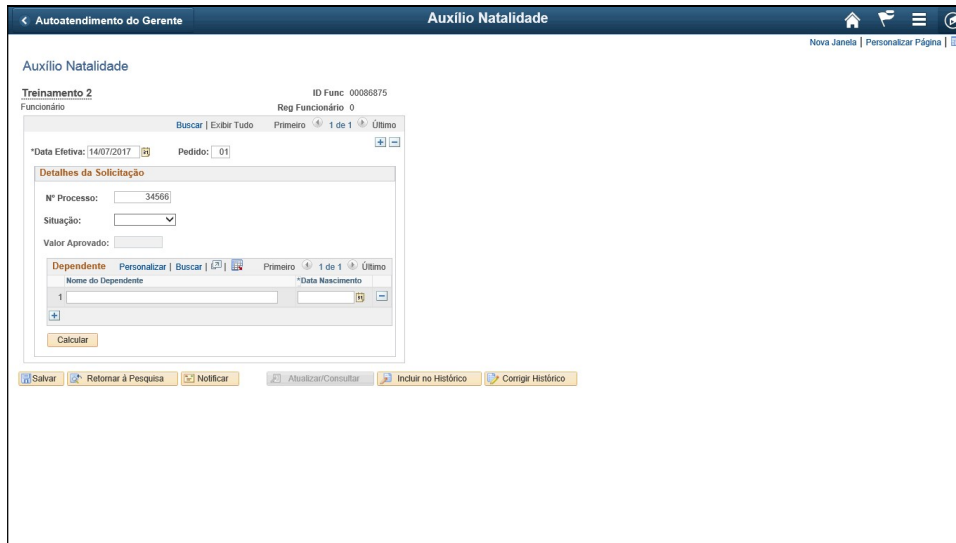 Autoatendimento do Gerente Auxílio Natalidade
Nova Janela | Personalizar Página |
Auxílio Natalidade
Treinamento 2 ID Func 00086875
Funcionário Reg Funcionário 0
Buscar | Exibir Tudo Primeiro 1 de 1 Último
*Data Efetiva: 14/07/2017 Pedido: 01
Detalhes da Solicitação
Nº Processo: 34566
Situação:
Valor Aprovado:
Dependente Personalizar | Buscar | | Primeiro 1 de 1 Último
Nome do Dependente *Data Nascimento
1
Calcular
Salvar Retornar à Pesquisa Notificar Atualizar/Consultar Incluir no Histórico Corrigir Histórico